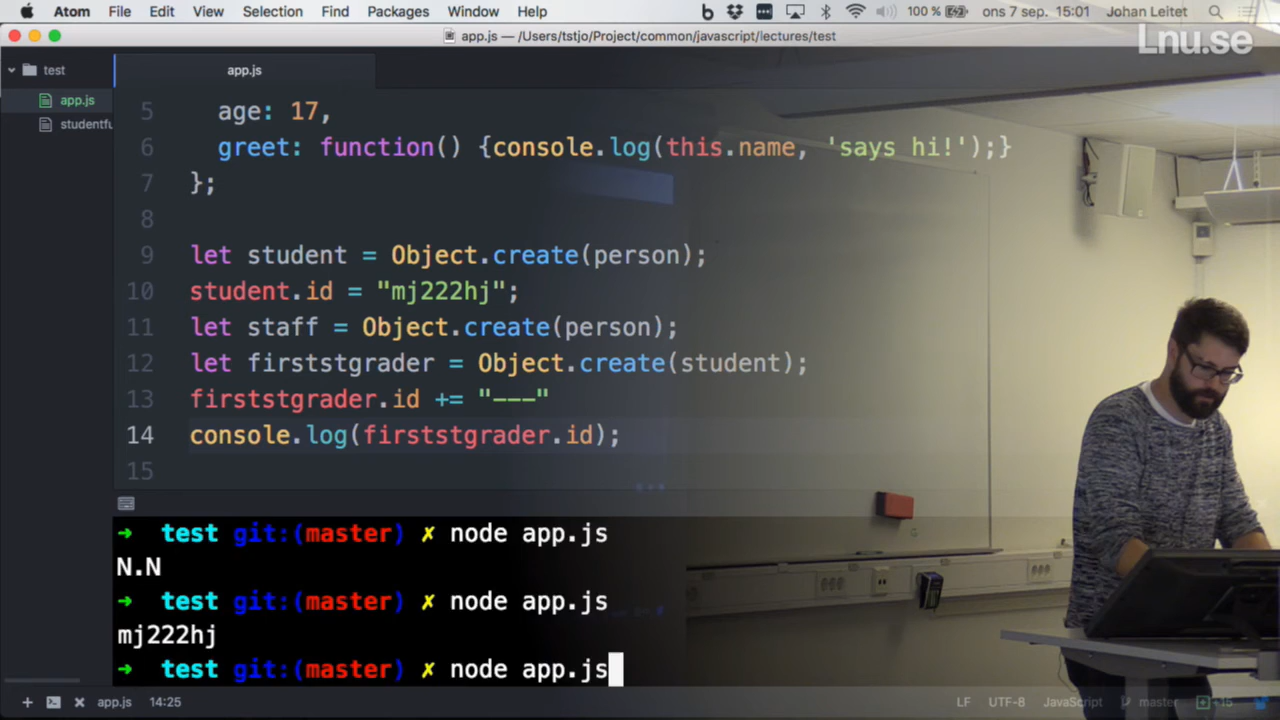 Atom File Edit View Selection Find Packages Window Help 100 % ons 7 sep. 15:01 Johan Leitet
app.js — /Users/tstjo/Project/common/javascript/lectures/test
Lnu.se
test
app.js
app.js
studentfu
5 age: 17,
6 greet: function() {console.log(this.name, 'says hi!');}
7 };
8
9 let student = Object.create(person);
10 student.id = "mj222hj";
11 let staff = Object.create(person);
12 let firststgrader = Object.create(student);
13 firststgrader.id += "---"
14 console.log(firststgrader.id);
15
➜ test git:(master) ✗ node app.js
N.N
➜ test git:(master) ✗ node app.js
mj222hj
➜ test git:(master) ✗ node app.js
+ app.js 14:25 LF UTF-8 JavaScript master +15